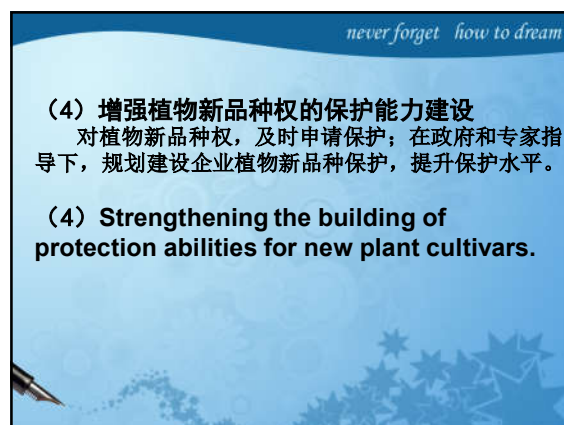 never forget how to dream
（4）增强植物新品种权的保护能力建设
对植物新品种权，及时申请保护；在政府和专家指
导下，规划建设企业植物新品种保护，提升保护水平。
（4）Strengthening the building of
protection abilities for new plant cultivars.